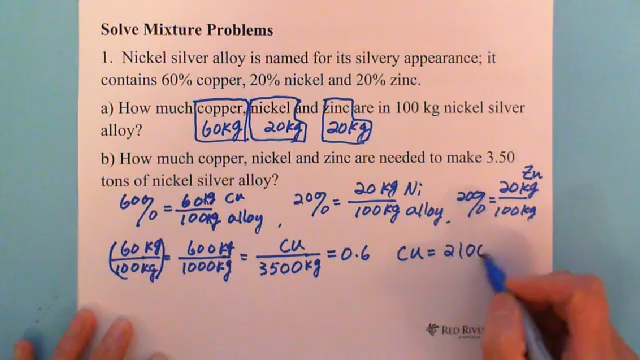 Solve Mixture Problems
1. Nickel silver alloy is named for its silvery appearance; it
contains 60% copper, 20% nickel and 20% zinc.
a) How much copper, nickel and zinc are in 100 kg nickel silver
alloy? 60kg 20kg 20kg
b) How much copper, nickel and zinc are needed to make 3.50
tons of nickel silver alloy?
60% = 60kg Cu / 100kg alloy , 20% = 20kg Ni / 100kg alloy , 20% = 20kg Zn / 100kg
(60kg / 100kg) = 600kg / 1000kg = Cu / 3500kg = 0.6 Cu = 210
RED RIVE